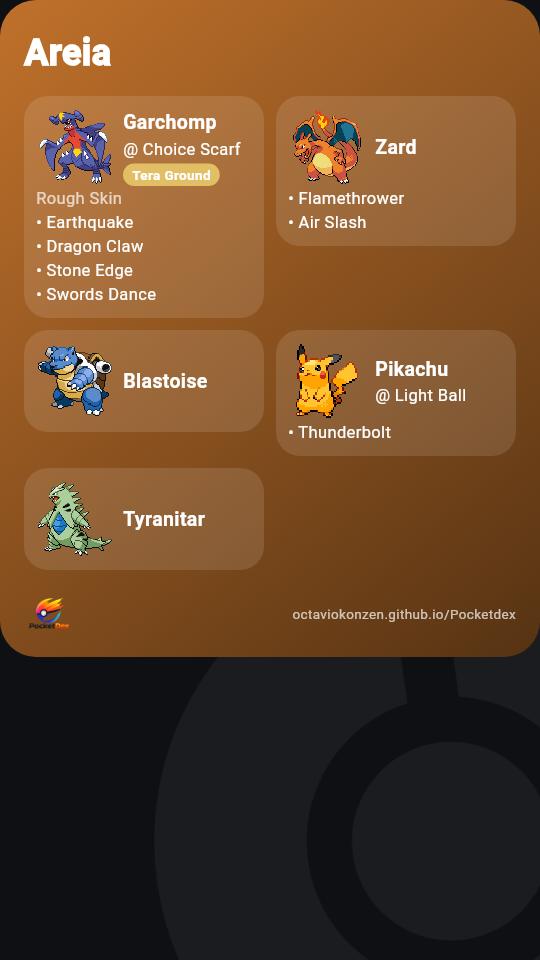 Areia
Garchomp
@ Choice Scarf
Tera Ground
Rough Skin
• Earthquake
• Dragon Claw
• Stone Edge
• Swords Dance
Zard
• Flamethrower
• Air Slash
Blastoise
Pikachu
@ Light Ball
• Thunderbolt
Tyranitar
PocketDex
octaviokonzen.github.io/Pocketdex